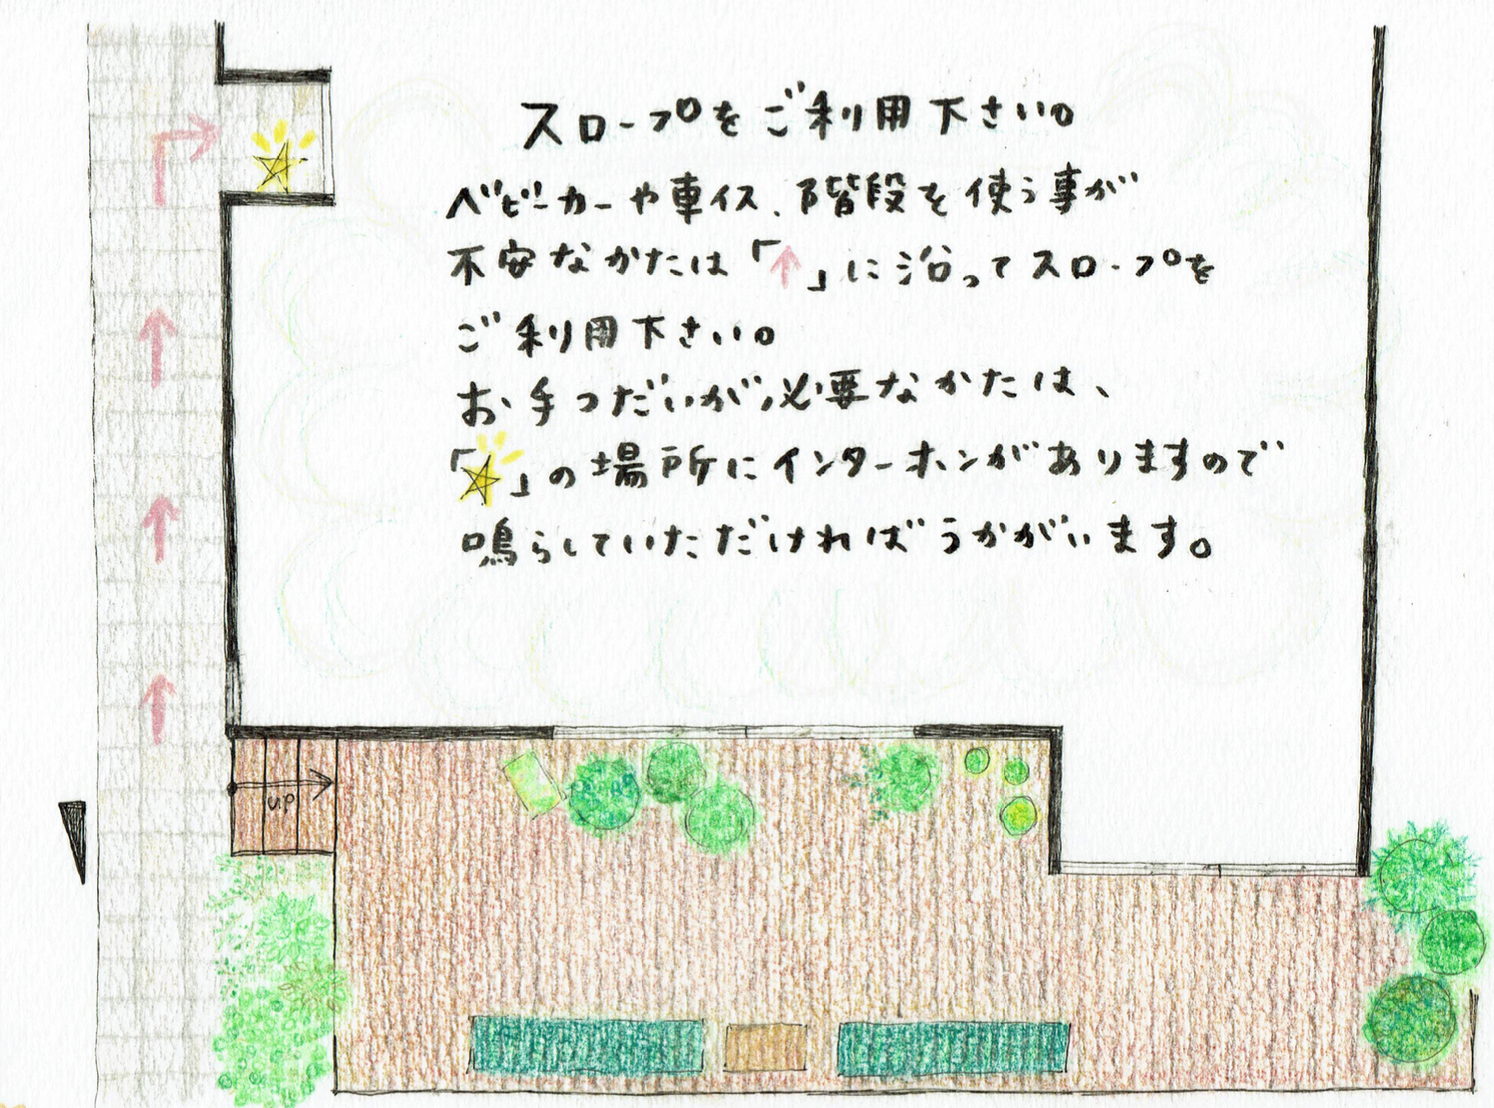 スロープをご利用下さい。
ベビーカーや車イス、階段を使う事が
不安なかたは「↑」に沿ってスロープを
ご利用下さい。
お手つだいが必要なかたは、
「☆」の場所にインターホンがありますので
鳴らしていただければうかがいます。
UP